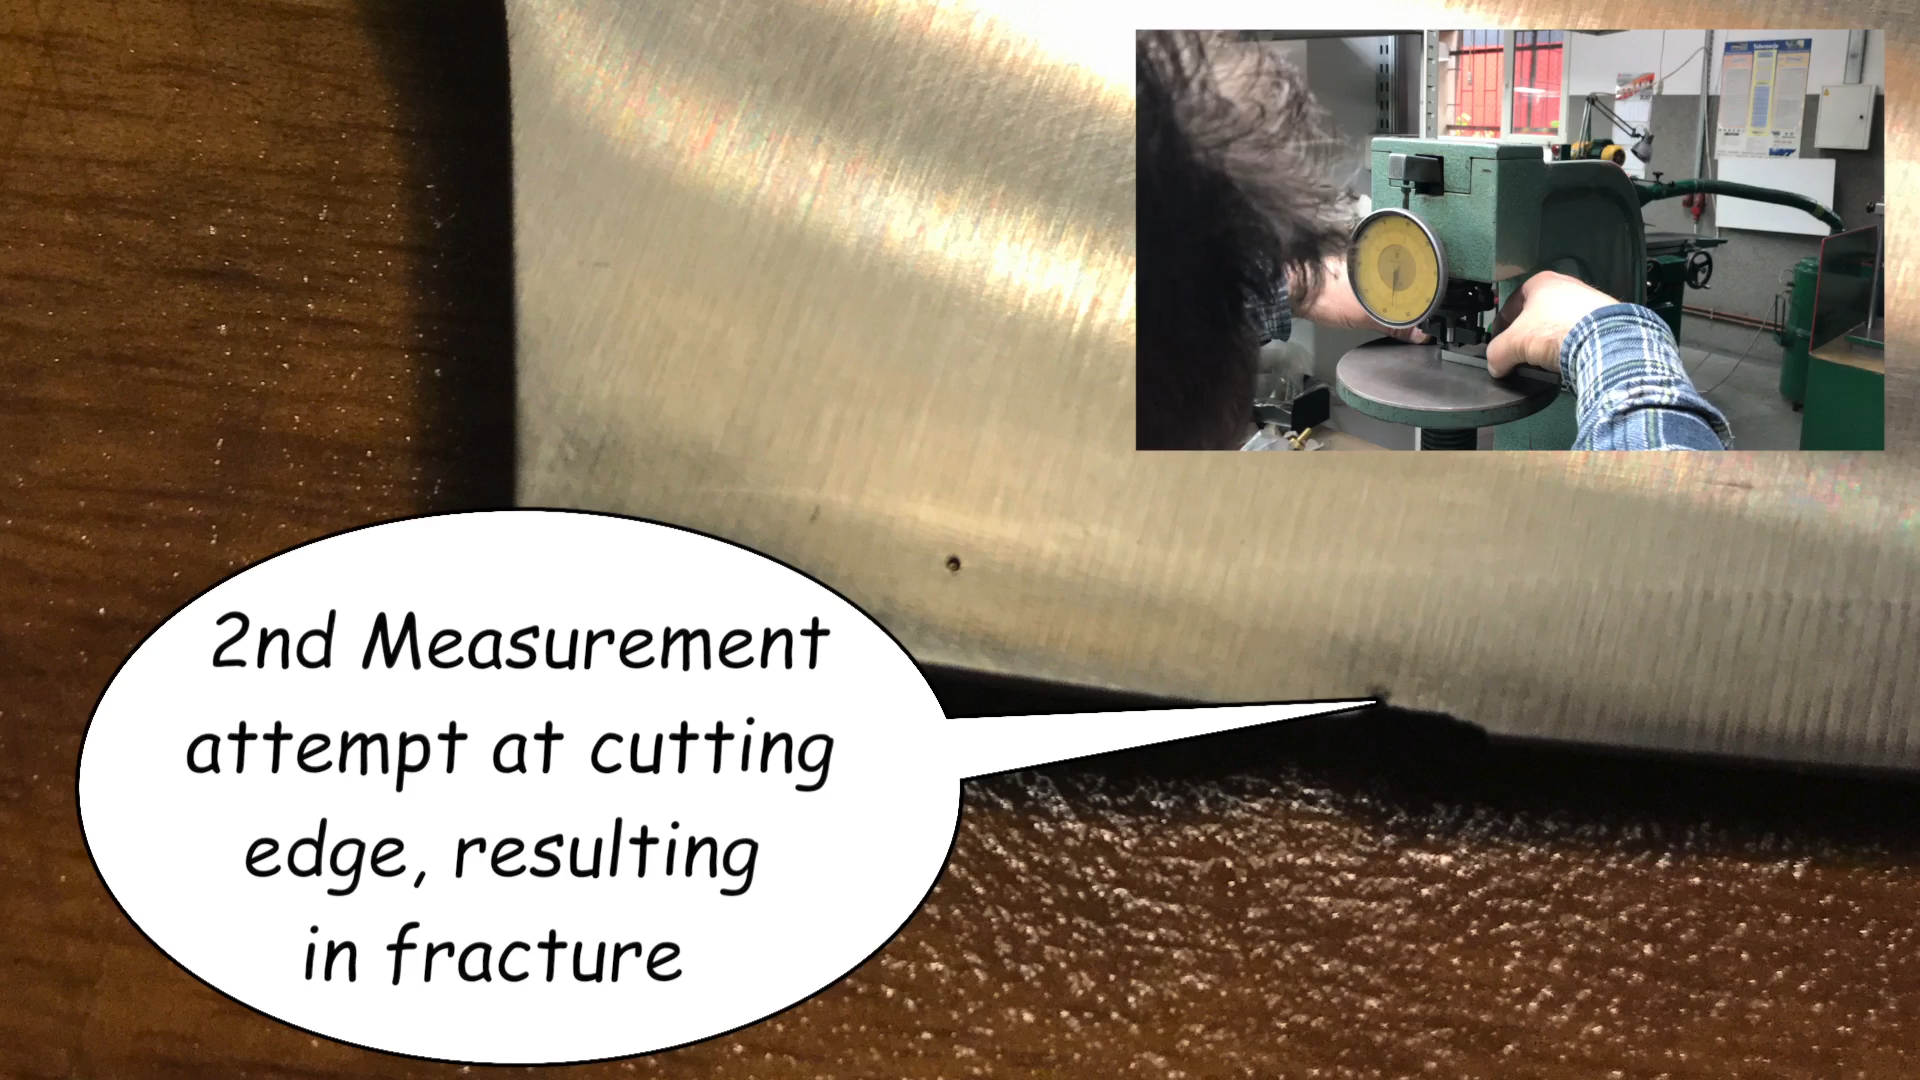 2nd Measurement
attempt at cutting
edge, resulting
in fracture